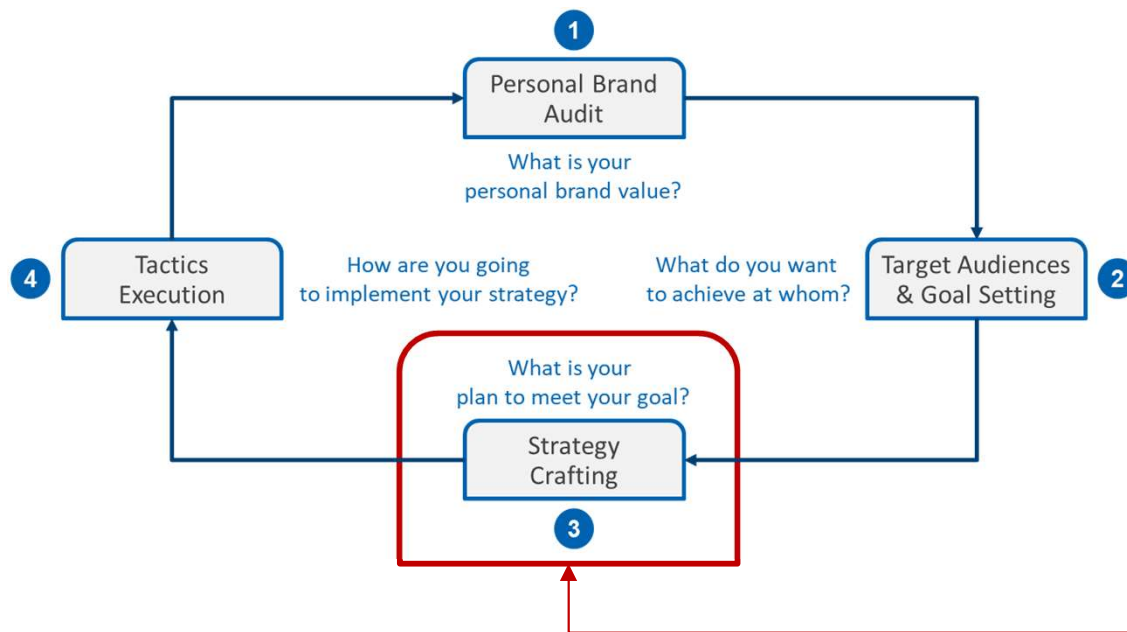 1
Personal Brand
Audit
What is your
personal brand value?
4
Tactics
Execution
How are you going
to implement your strategy?
What do you want
to achieve at whom?
Target Audiences
& Goal Setting
2
What is your
plan to meet your goal?
Strategy
Crafting
3